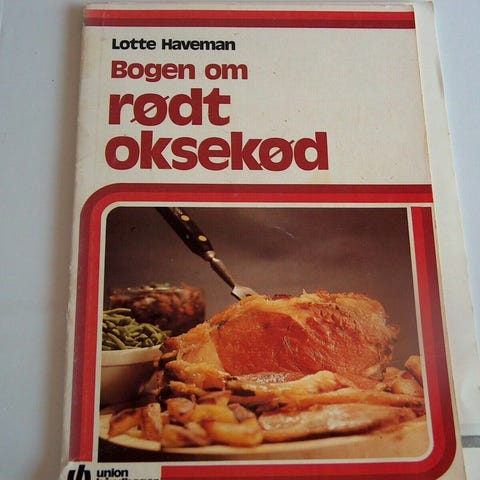 Lotte Haveman
Bogen om
rødt
oksekød
union